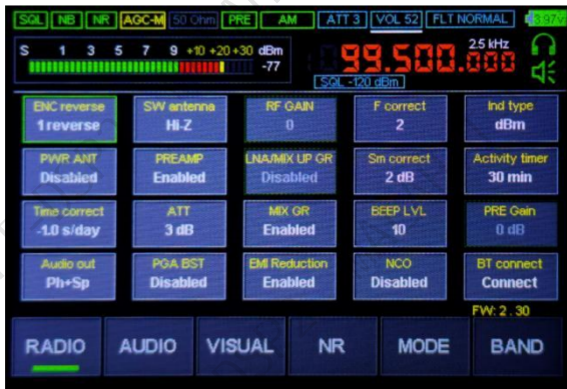 SQL NB NR AGC-M 50 Ohm PRE AM ATT 3 VOL 52 FLT NORMAL 3.97v
S 1 3 5 7 9 +10 +20 +30 dBm
-77
99.500.000
2.5 kHz
SQL -120 dBm
ENC reverse SW antenna RF GAIN F correct Ind type
1 reverse Hi-Z 0 2 dBm
PWR ANT PREAMP LNA/MIX UP GR Sm correct Activity timer
Disabled Enabled Disabled 2 dB 30 min
Time correct ATT MIX GR BEEP LVL PRE Gain
-1.0 s/day 3 dB Enabled 10 0 dB
Audio out PGA BST EMI Reduction NCO BT connect
Ph+Sp Disabled Enabled Disabled Connect
FW: 2.30
RADIO AUDIO VISUAL NR MODE BAND